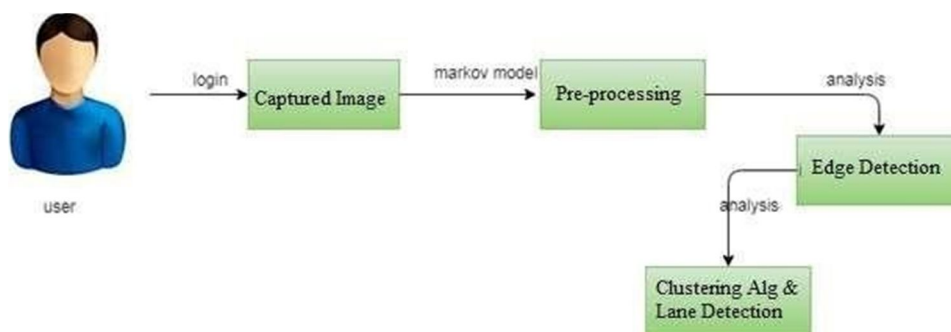 login
Captured Image
markov model
Pre-processing
analysis
Edge Detection
user
analysis
Clustering Alg &
Lane Detection